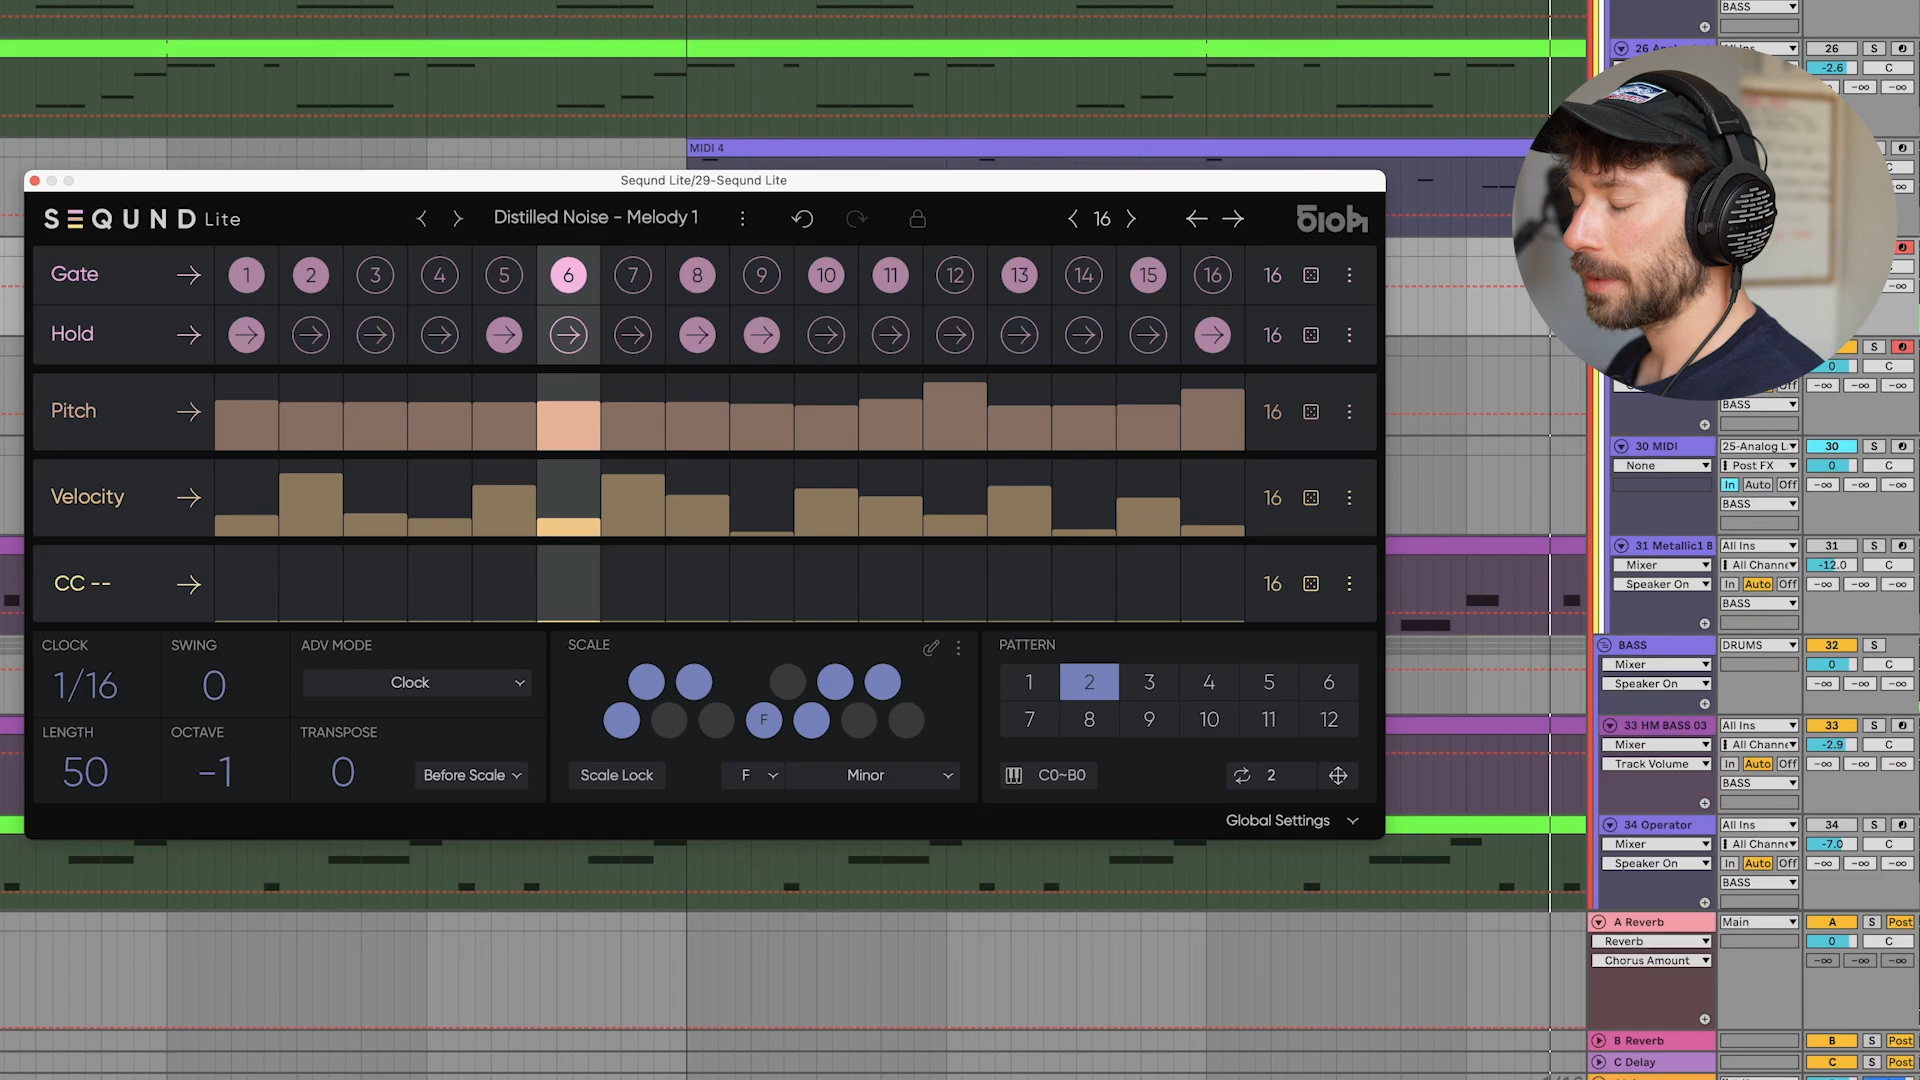 BASS
26
26
S
-2.6
C
-∞
-∞
MIDI 4
Seqund Lite/29-Seqund Lite
SEQUND Lite
Distilled Noise - Melody 1
16
Gate
1 2 3 4 5 6 7 8 9 10 11 12 13 14 15 16
16
Hold
16
Pitch
16
Velocity
16
CC --
16
S
0
C
Off
-∞ -∞ -∞
BASS
30 MIDI
25-Analog L
30
S
None
Post FX
0
C
In Auto Off
-∞ -∞ -∞
BASS
31 Metallic1 B
All Ins
31
S
Mixer
All Channe
-12.0
C
Speaker On
In Auto Off
-∞ -∞ -∞
BASS
CLOCK
SWING
ADV MODE
1/16
0
Clock
LENGTH
OCTAVE
TRANSPOSE
50
-1
0
Before Scale
SCALE
F
Scale Lock
F
Minor
PATTERN
1 2 3 4 5 6
7 8 9 10 11 12
C0~B0
2
Global Settings
BASS
DRUMS
32
S
Mixer
0
C
Speaker On
-∞ -∞ -∞
33 HM BASS 03
All Ins
33
S
Mixer
All Channe
-2.9
C
Track Volume
In Auto Off
-∞ -∞ -∞
BASS
34 Operator
All Ins
34
S
Mixer
All Channe
-7.0
C
Speaker On
In Auto Off
-∞ -∞ -∞
BASS
A Reverb
Main
A
S
Post
Reverb
0
C
Chorus Amount
-∞ -∞ -∞
B Reverb
B
S
Post
C Delay
C
S
Post